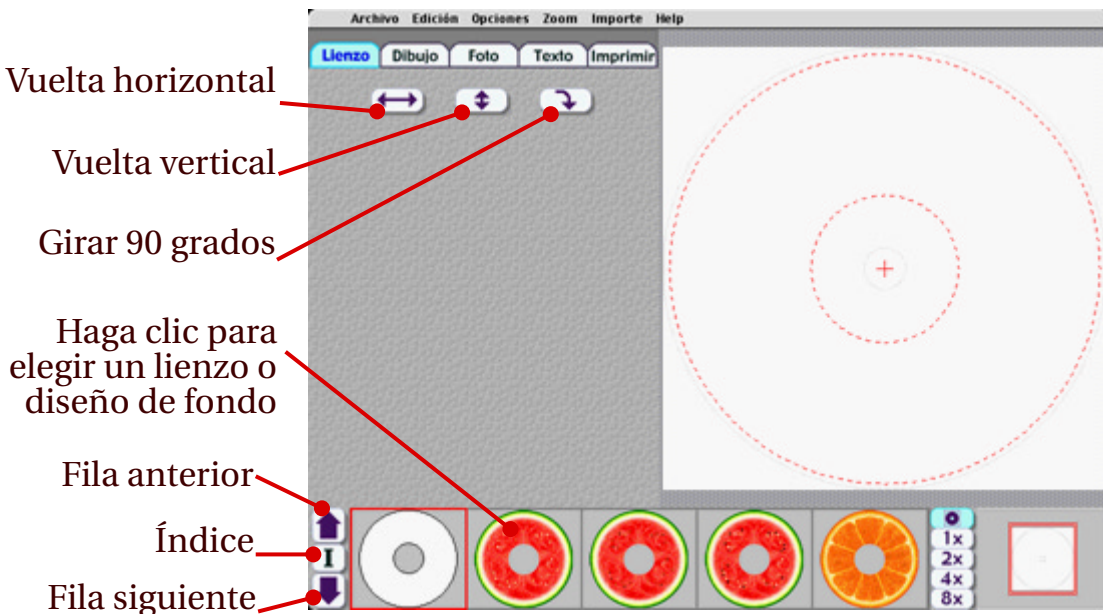 Archivo Edición Opciones Zoom Importe Help
Lienzo Dibujo Foto Texto Imprimir
Vuelta horizontal
Vuelta vertical
Girar 90 grados
Haga clic para
elegir un lienzo o
diseño de fondo
Fila anterior
Índice
Fila siguiente
I
1x
2x
4x
8x